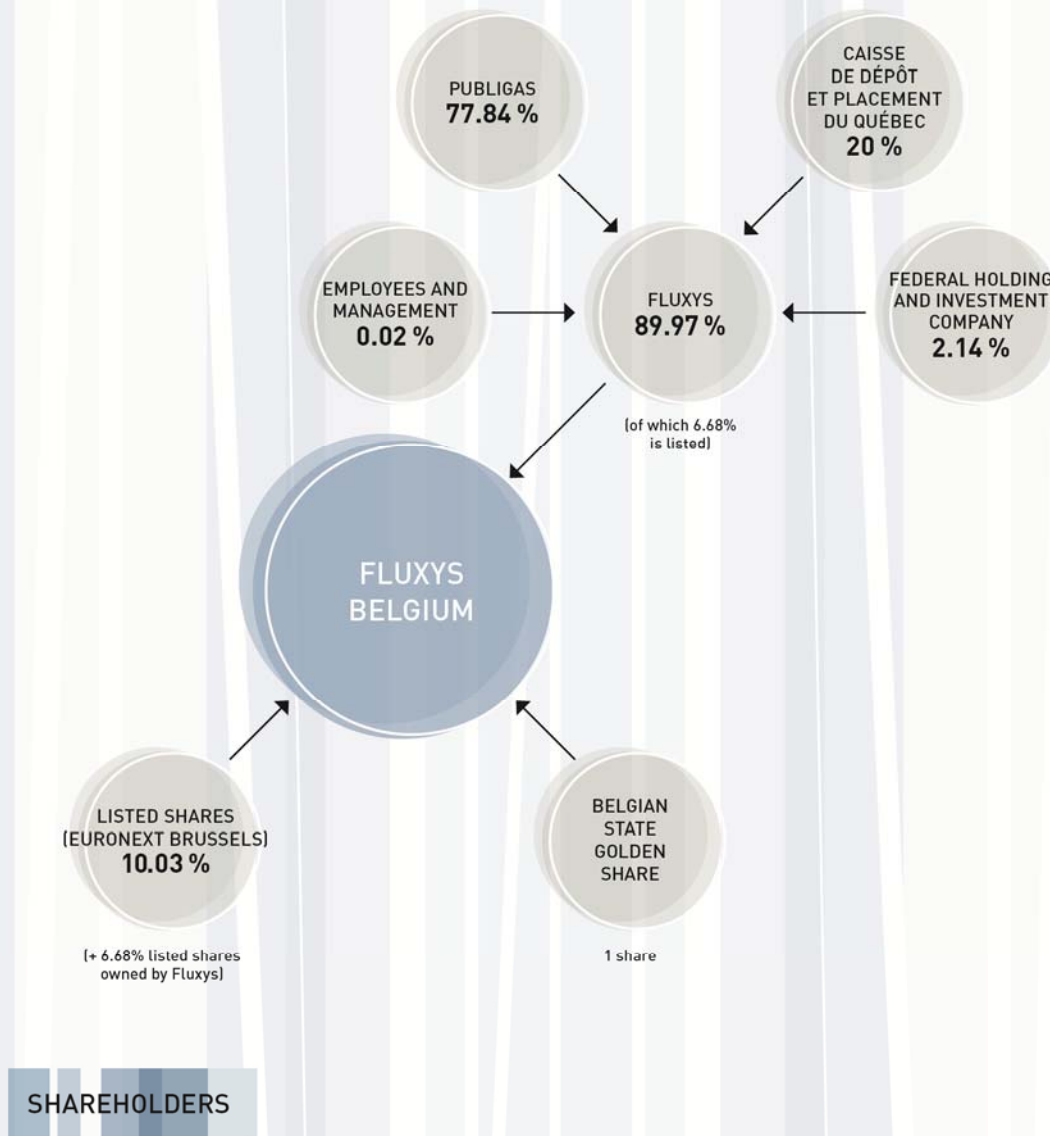 PUBLIGAS
77.84 %
CAISSE
DE DÉPÔT
ET PLACEMENT
DU QUÉBEC
20 %
EMPLOYEES AND
MANAGEMENT
0.02 %
FLUXYS
89.97 %
(of which 6.68%
is listed)
FEDERAL HOLDING
AND INVESTMENT
COMPANY
2.14 %
FLUXYS
BELGIUM
LISTED SHARES
(EURONEXT BRUSSELS)
10.03 %
(+ 6.68% listed shares
owned by Fluxys)
BELGIAN
STATE
GOLDEN
SHARE
1 share
SHAREHOLDERS